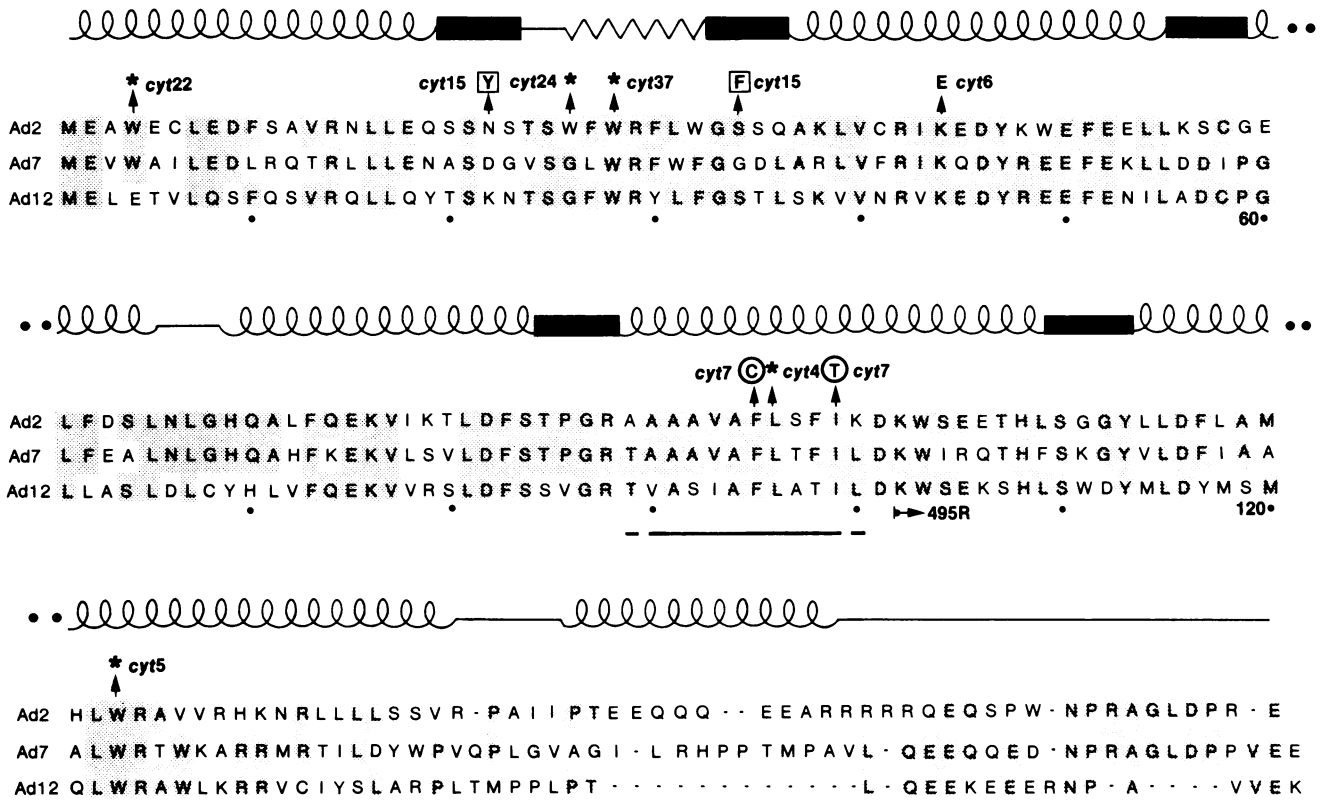 * cyt22 cyt15 Y cyt24 * * cyt37 F cyt15 E cyt6
Ad2 M E A W E C L E D F S A V R N L L E Q S S N S T S W F W R F L W G S S Q A K L V C R I K E D Y K W E F E E L L K S C G E
Ad7 M E V W A I L E D L R Q T R L L L E N A S D G V S G L W R F W F G G D L A R L V F R I K Q D Y R E E F E K L L D D I P G
Ad12 M E L E T V L Q S F Q S V R Q L L Q Y T S K N T S G F W R Y L F G S T L S K V V N R V K E D Y R E E F E N I L A D C P G
60
cyt7 C * cyt4 T cyt7
Ad2 L F D S L N L G H Q A L F Q E K V I K T L D F S T P G R A A A A V A F L S F I K D K W S E E T H L S G G Y L L D F L A M
Ad7 L F E A L N L G H Q A H F K E K V L S V L D F S T P G R T A A A V A F L T F I L D K W I R Q T H F S K G Y V L D F I A A
Ad12 L L A S L D L C Y H L V F Q E K V V R S L D F S S V G R T V A S I A F L A T I L D K W S E K S H L S W D Y M L D Y M S M
495R 120
* cyt5
Ad2 H L W R A V V R H K N R L L L L S S V R - P A I I P T E E Q Q Q - - E E A R R R R R Q E Q S P W - N P R A G L D P R - E
Ad7 A L W R T W K A R R M R T I L D Y W P V Q P L G V A G I - L R H P P T M P A V L - Q E E Q Q E D - N P R A G L D P P V E E
Ad12 Q L W R A W L K R R V C I Y S L A R P L T M P P L P T - - - - - - - - - - - - L - Q E E K E E E R N P - A - - - V V E K